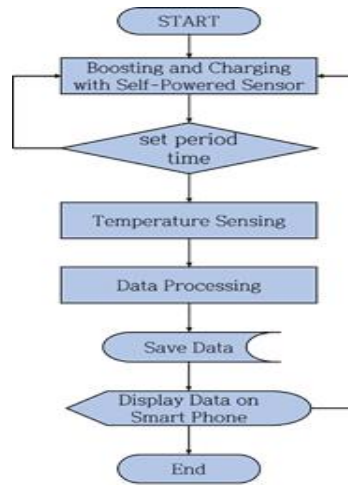 START
Boosting and Charging
with Self-Powered Sensor
set period
time
Temperature Sensing
Data Processing
Save Data
Display Data on
Smart Phone
End